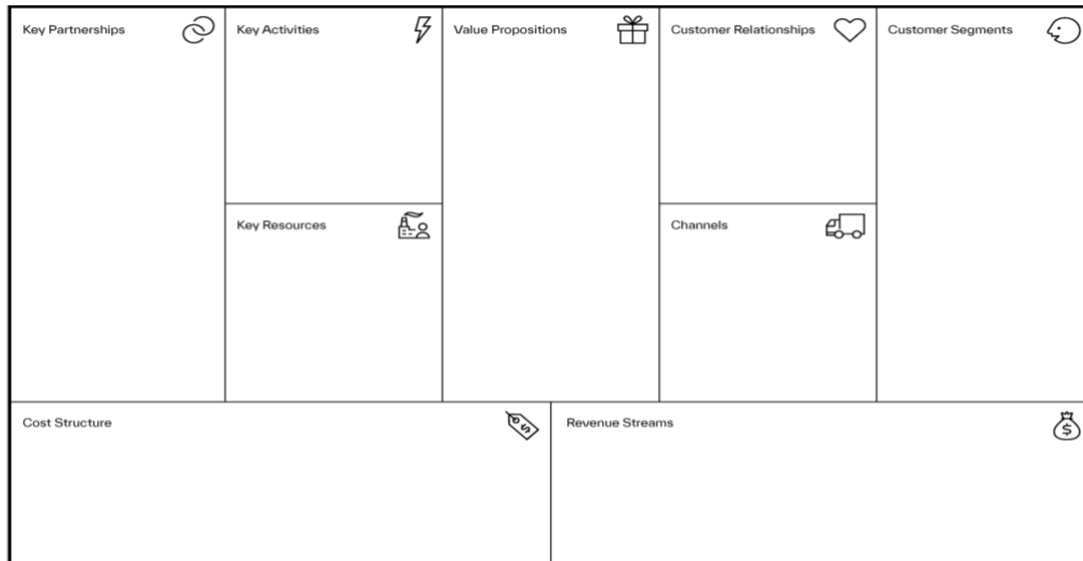 Key Partnerships
Key Activities
Value Propositions
Customer Relationships
Customer Segments
Key Resources
Channels
Cost Structure
$
Revenue Streams
$